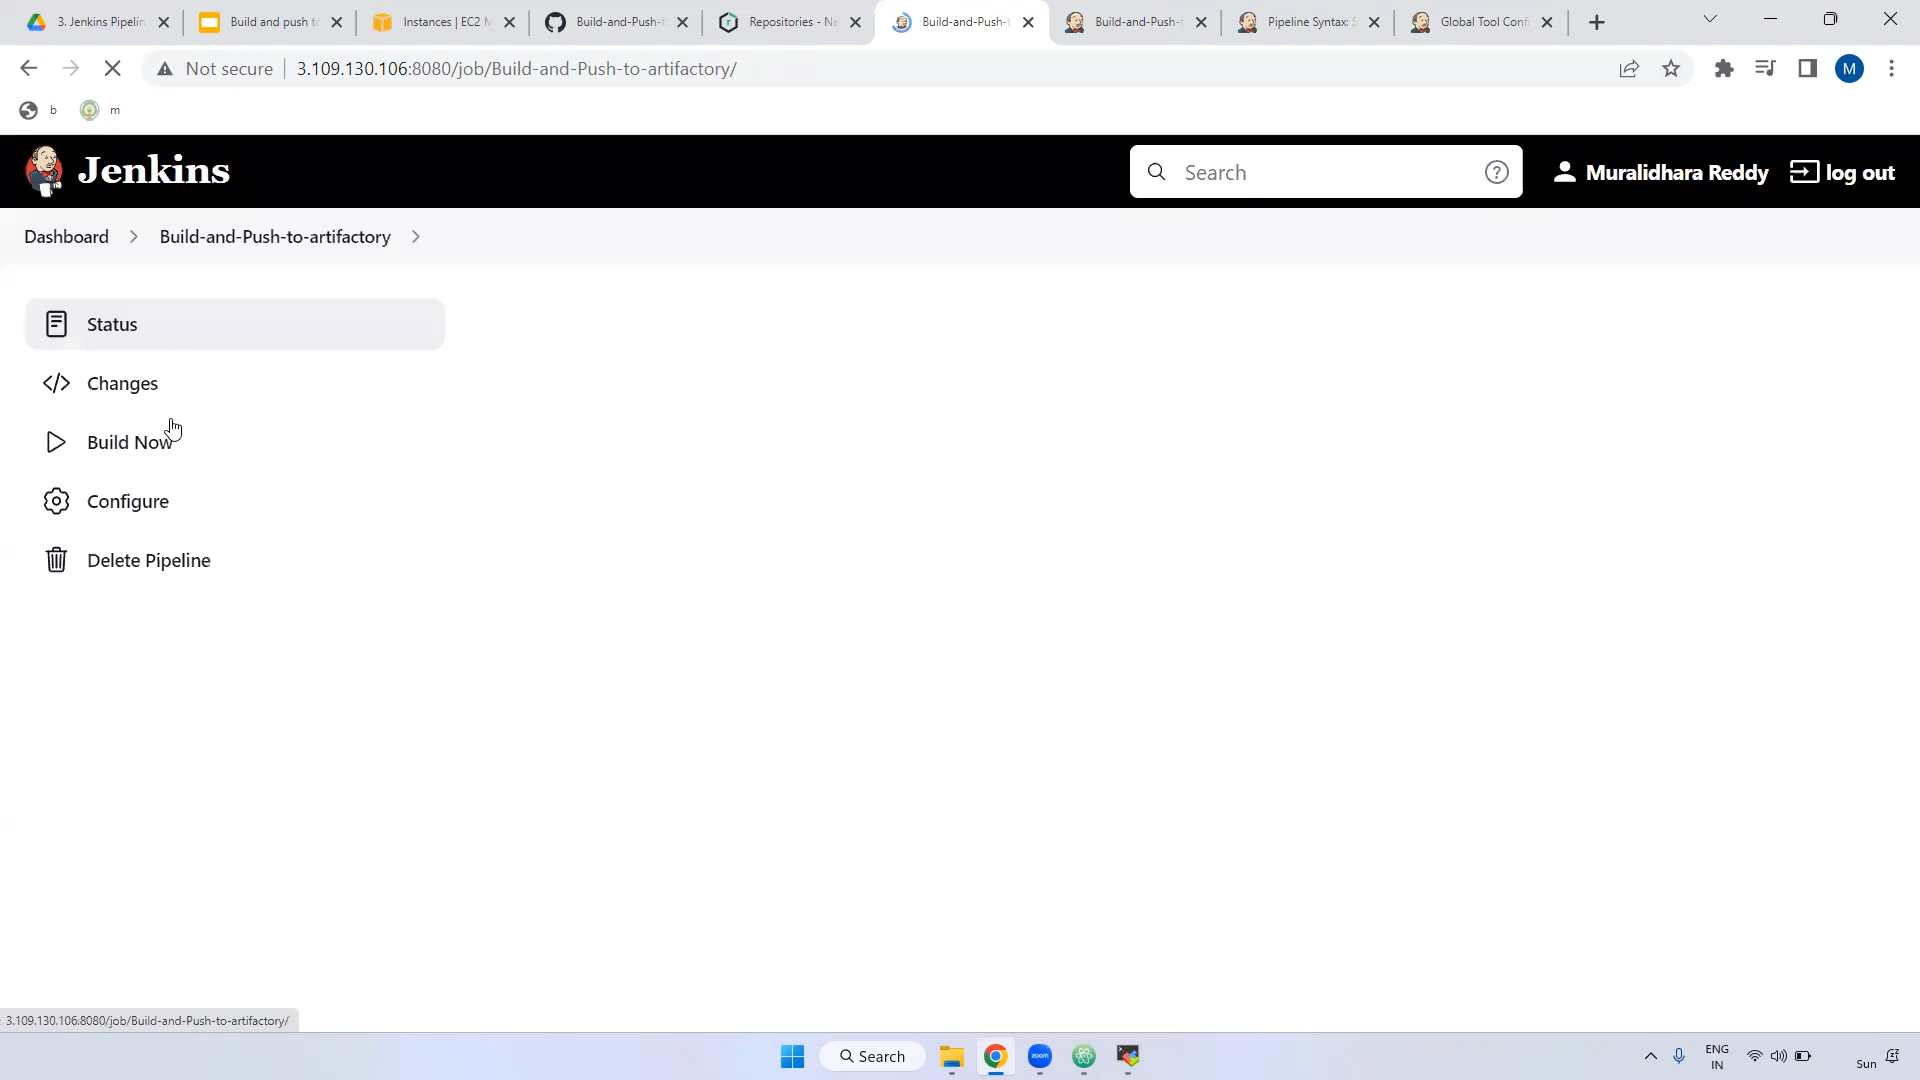 3. Jenkins Pipelin
Build and push to
Instances | EC2 M
Build-and-Push-t
Repositories - Ne
Build-and-Push-t
Build-and-Push-t
Pipeline Syntax: S
Global Tool Confi
Not secure
3.109.130.106:8080/job/Build-and-Push-to-artifactory/
M
b
m
Jenkins
Search
?
Muralidhara Reddy
log out
Dashboard
Build-and-Push-to-artifactory
Status
Changes
Build Now
Configure
Delete Pipeline
3.109.130.106:8080/job/Build-and-Push-to-artifactory/
Search
zoom
ENG
IN
Sun